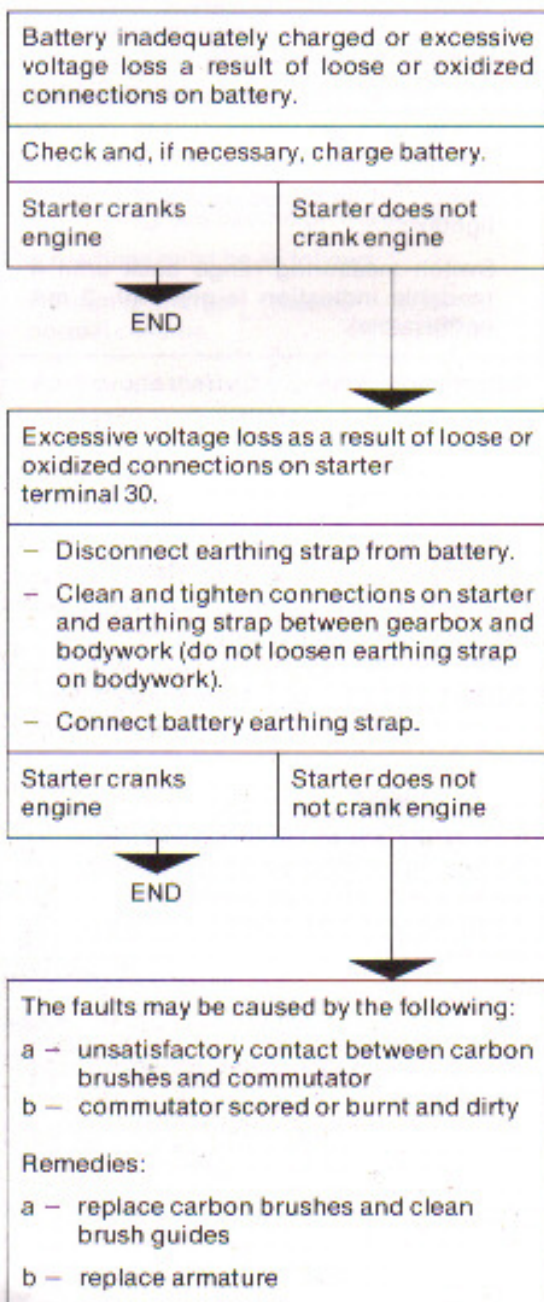 Battery inadequately charged or excessive
voltage loss a result of loose or oxidized
connections on battery.
Check and, if necessary, charge battery.
Starter cranks
engine
Starter does not
crank engine
END
Excessive voltage loss as a result of loose or
oxidized connections on starter
terminal 30.
– Disconnect earthing strap from battery.
– Clean and tighten connections on starter
and earthing strap between gearbox and
bodywork (do not loosen earthing strap
on bodywork).
– Connect battery earthing strap.
Starter cranks
engine
Starter does not
not crank engine
END
The faults may be caused by the following:
a – unsatisfactory contact between carbon
brushes and commutator
b – commutator scored or burnt and dirty
Remedies:
a – replace carbon brushes and clean
brush guides
b – replace armature